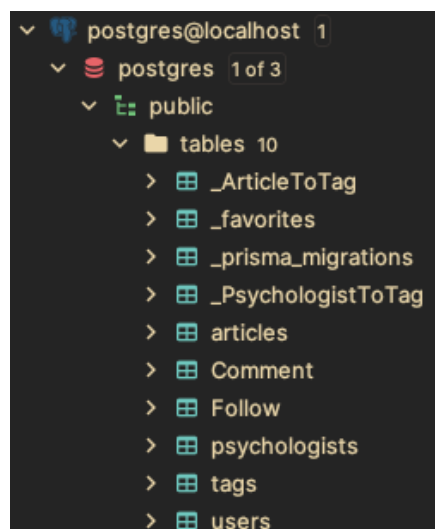 postgres@localhost 1
postgres 1 of 3
public
tables 10
_ArticleToTag
_favorites
_prisma_migrations
_PsychologistToTag
articles
Comment
Follow
psychologists
tags
users